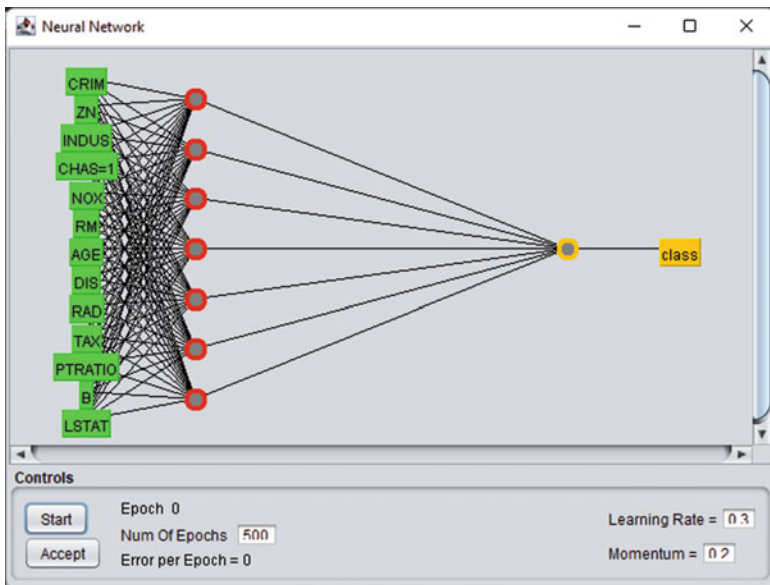 Neural Network
CRIM
ZN
INDUS
CHAS=1
NOX
RM
AGE
DIS
RAD
TAX
PTRATIO
B
LSTAT
class
Controls
Start
Accept
Epoch 0
Num Of Epochs 500
Error per Epoch = 0
Learning Rate = 0.3
Momentum = 0.2